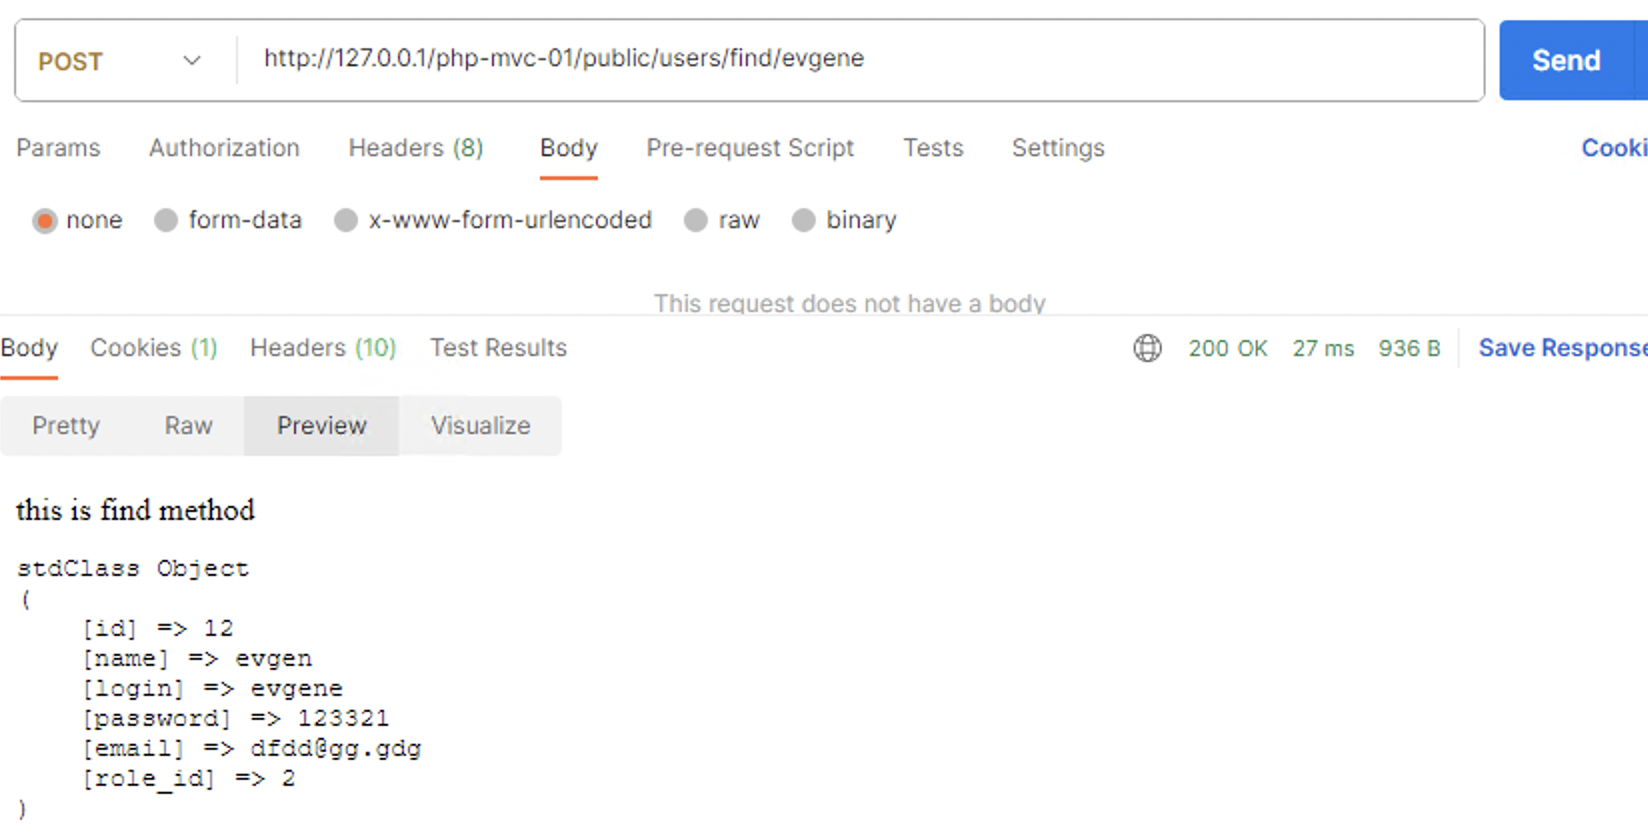 POST http://127.0.0.1/php-mvc-01/public/users/find/evgene Send
Params Authorization Headers (8) Body Pre-request Script Tests Settings Cooki
none form-data x-www-form-urlencoded raw binary
This request does not have a body
Body Cookies (1) Headers (10) Test Results 200 OK 27 ms 936 B Save Response
Pretty Raw Preview Visualize
this is find method
stdClass Object
(
[id] => 12
[name] => evgen
[login] => evgene
[password] => 123321
[email] => dfdd@gg.gdg
[role_id] => 2
)